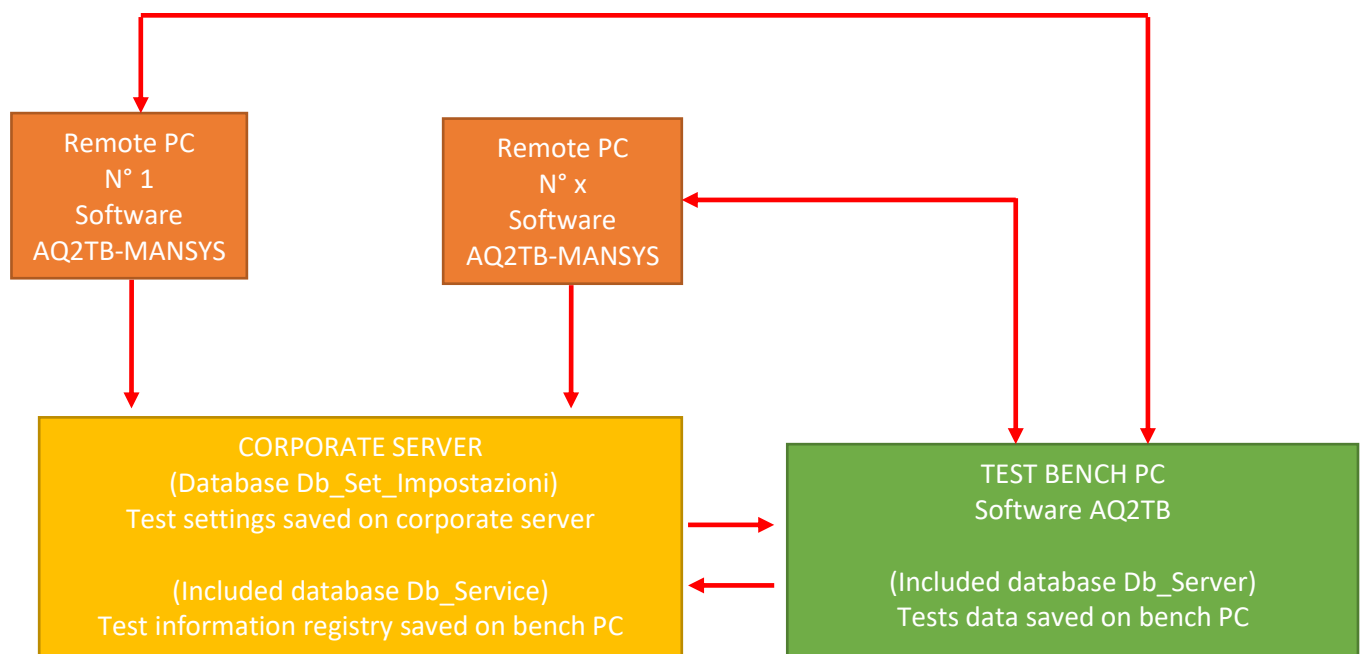 Remote PC
N° 1
Software
AQ2TB-MANSYS
Remote PC
N° x
Software
AQ2TB-MANSYS
CORPORATE SERVER
(Database Db_Set_Impostazioni)
Test settings saved on corporate server
(Included database Db_Service)
Test information registry saved on bench PC
TEST BENCH PC
Software AQ2TB
(Included database Db_Server)
Tests data saved on bench PC